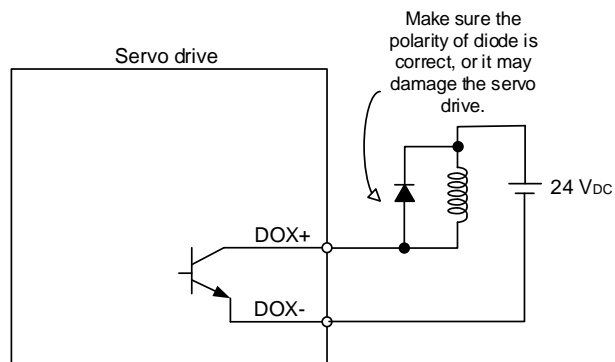 Make sure the
polarity of diode is
correct, or it may
damage the servo
drive.
Servo drive
24 VDC
DOX+
DOX-